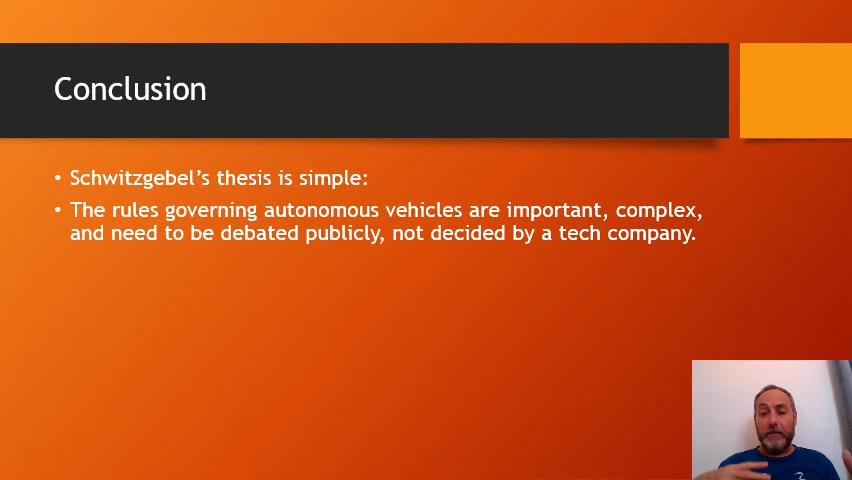 Conclusion
• Schwitzgebel's thesis is simple:
• The rules governing autonomous vehicles are important, complex,
and need to be debated publicly, not decided by a tech company.